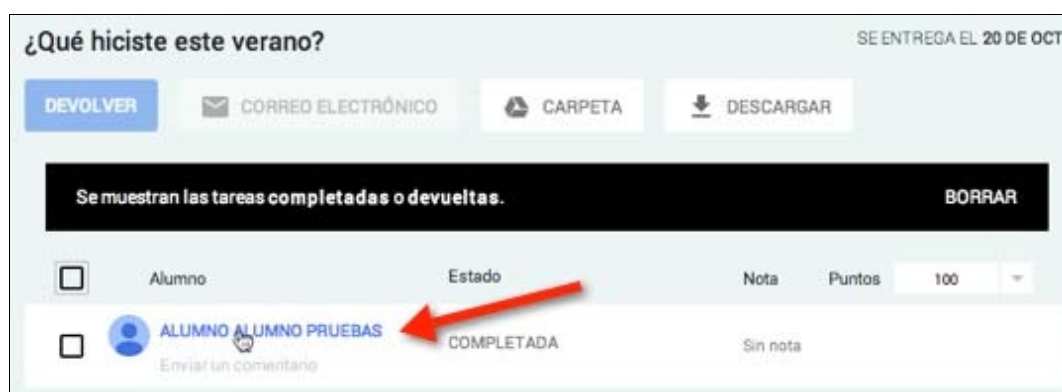 ¿Qué hiciste este verano?
SE ENTREGA EL 20 DE OCT
DEVOLVER
CORREO ELECTRÓNICO
CARPETA
DESCARGAR
Se muestran las tareas completadas o devueltas.
BORRAR
Alumno
Estado
Nota
Puntos
100
ALUMNO ALUMNO PRUEBAS
COMPLETADA
Sin nota
Enviar un comentario